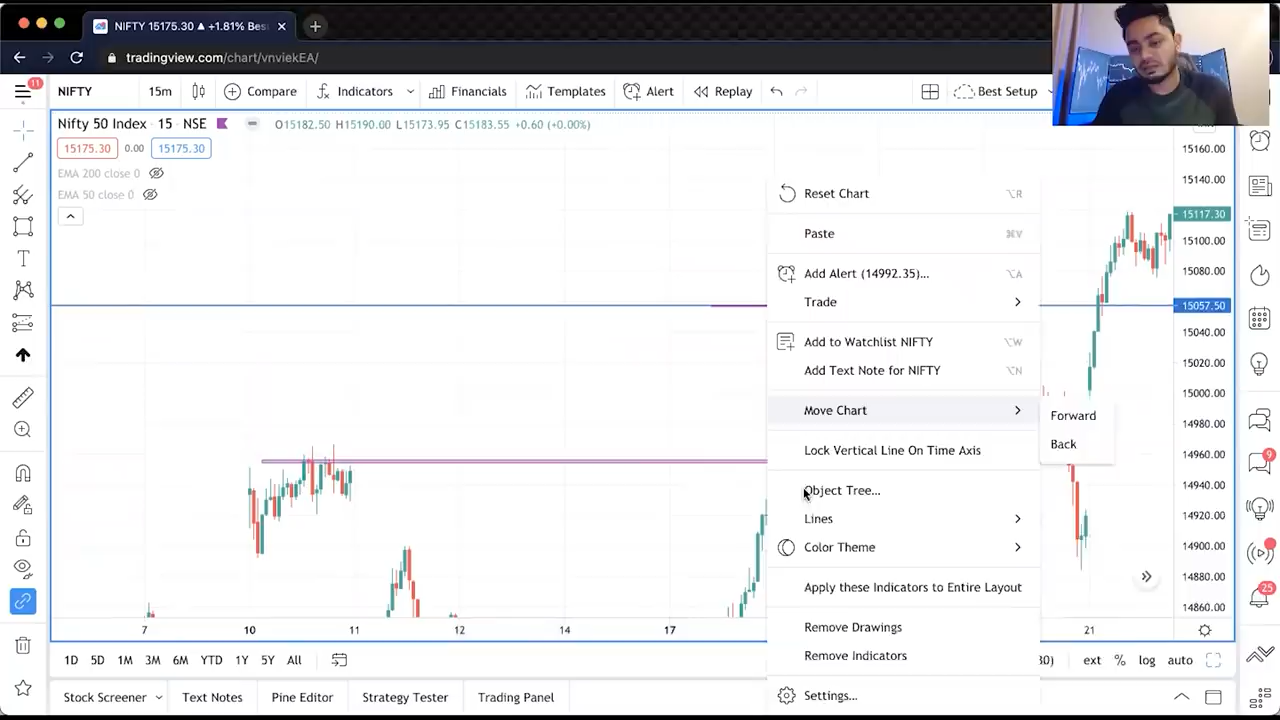 NIFTY 15175.30 ▲ +1.81% Bes
tradingview.com/chart/vnviekEA/
11
NIFTY
15m
Compare
Indicators
Financials
Templates
Alert
Replay
Best Setup
Nifty 50 Index · 15 · NSE
O15182.50 H15190.00 L15173.95 C15183.55 +0.60 (+0.00%)
15175.30
0.00
15175.30
EMA 200 close 0
EMA 50 close 0
Reset Chart ⌥R
Paste ⌘V
Add Alert (14992.35)... ⌥A
Trade
Add to Watchlist NIFTY ⌥W
Add Text Note for NIFTY ⌥N
Move Chart
Forward
Back
Lock Vertical Line On Time Axis
Object Tree...
Lines
Color Theme
Apply these Indicators to Entire Layout
Remove Drawings
Remove Indicators
Settings...
15160.00
15140.00
15117.30
15100.00
15080.00
15057.50
15040.00
15020.00
15000.00
14980.00
14960.00
14940.00
14920.00
14900.00
14880.00
14860.00
9
25
7
10
11
12
14
17
21
1D
5D
1M
3M
6M
YTD
1Y
5Y
All
30)
ext
%
log
auto
Stock Screener
Text Notes
Pine Editor
Strategy Tester
Trading Panel